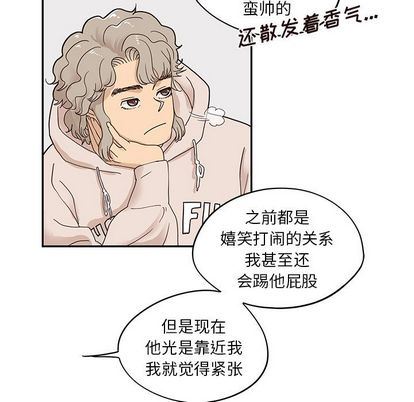 蛮帅的
还散发着香气...
FU
之前都是
嬉笑打闹的关系
我甚至还
会踢他屁股
但是现在
他光是靠近我
我就觉得紧张